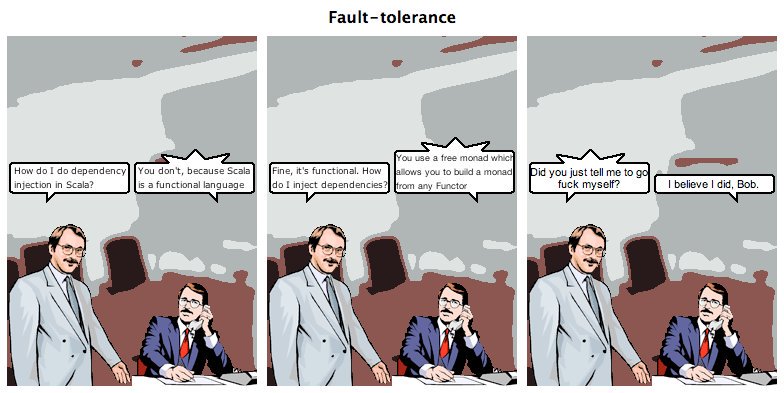 Fault-tolerance
How do I do dependency
injection in Scala?
You don't, because Scala
is a functional language
Fine, it's functional. How
do I inject dependencies?
You use a free monad which
allows you to build a monad
from any Functor
Did you just tell me to go
fuck myself?
I believe I did, Bob.